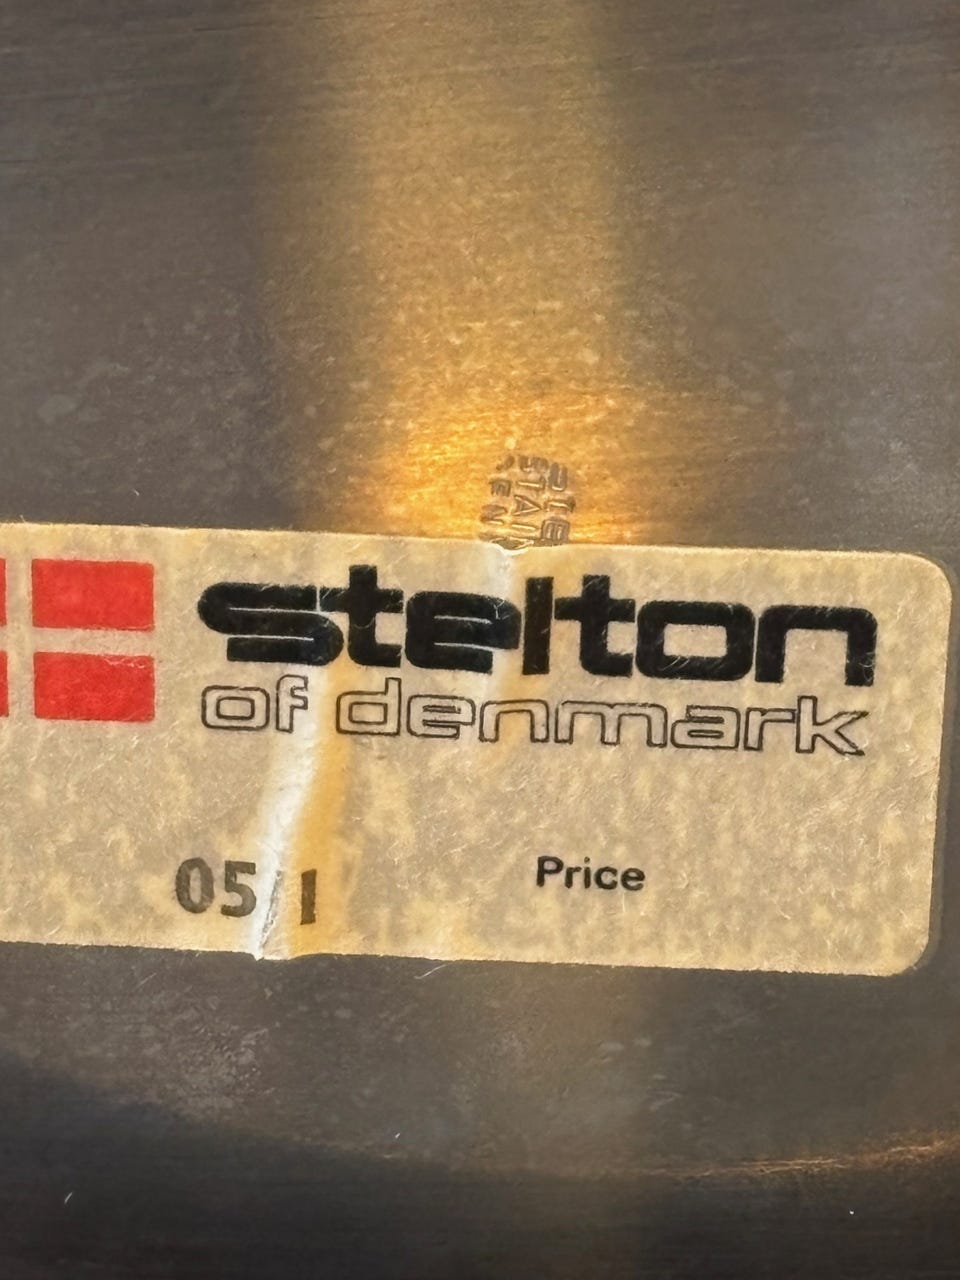 stelton
of denmark
05 1
Price